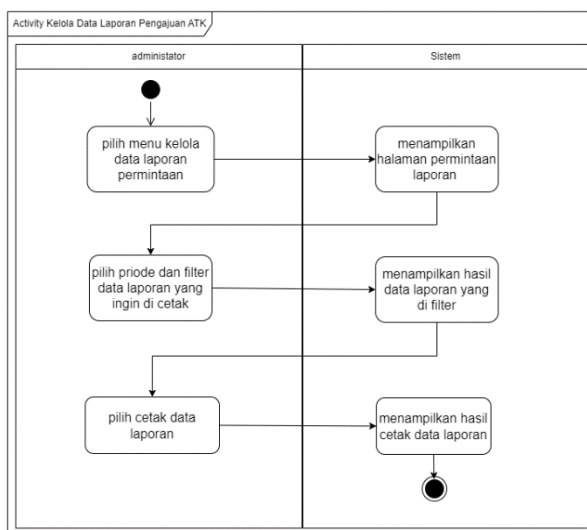 Activity Kelola Data Laporan Pengajuan ATK
administator
Sistem
pilih menu kelola
data laporan
permintaan
menampilkan
halaman permintaan
laporan
pilih priode dan filter
data laporan yang
ingin di cetak
menampilkan hasil
data laporan yang
di filter
pilih cetak data
laporan
menampilkan hasil
cetak data laporan